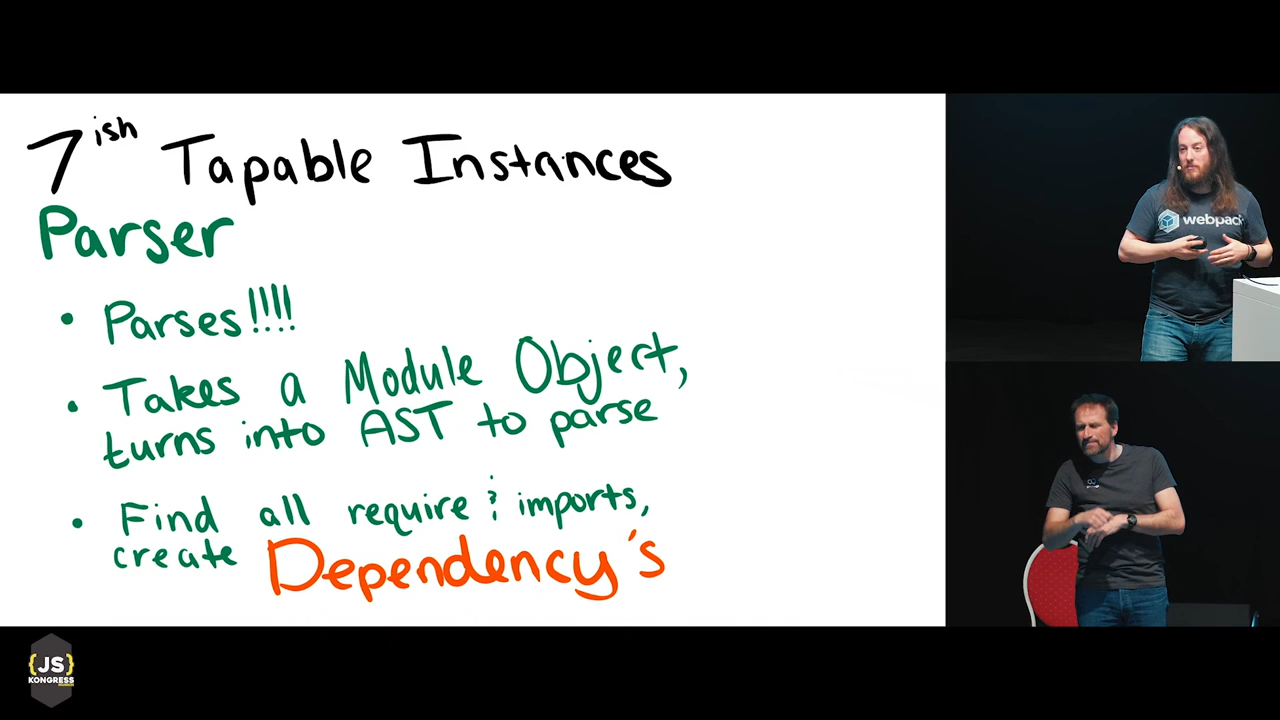 7ish Tapable Instances
Parser
• Parses!!!!
• Takes a Module Object,
turns into AST to parse
• Find all require & imports,
create Dependency's
webpack
{JS}
KONGRESS